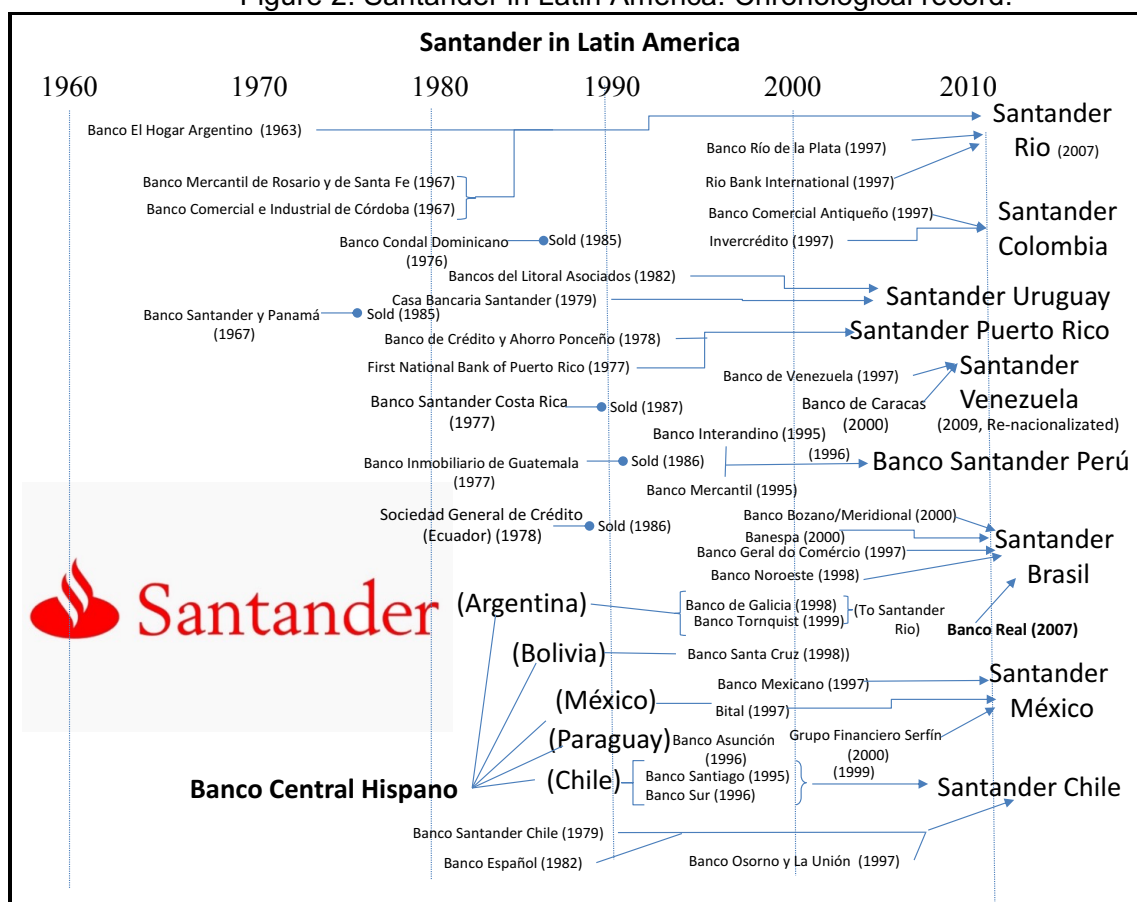 Figure 2. Santander in Latin America. Chronological record.
Santander in Latin America
1960 1970 1980 1990 2000 2010
Banco El Hogar Argentino (1963)
Santander
Rio (2007)
Banco Río de la Plata (1997)
Rio Bank International (1997)
Banco Mercantil de Rosario y de Santa Fe (1967)
Banco Comercial e Industrial de Córdoba (1967)
Banco Comercial Antiqueño (1997)
Invercrédito (1997)
Santander
Colombia
Banco Condal Dominicano
(1976)
Sold (1985)
Bancos del Litoral Asociados (1982)
Casa Bancaria Santander (1979)
Santander Uruguay
Banco Santander y Panamá
(1967)
Sold (1985)
Banco de Crédito y Ahorro Ponceño (1978)
First National Bank of Puerto Rico (1977)
Santander Puerto Rico
Banco de Venezuela (1997)
Banco de Caracas
(2000)
Santander
Venezuela
(2009, Re-nacionalizated)
Banco Santander Costa Rica
(1977)
Sold (1987)
Banco Interandino (1995)
(1996)
Banco Mercantil (1995)
Banco Santander Perú
Banco Inmobiliario de Guatemala
(1977)
Sold (1986)
Sociedad General de Crédito
(Ecuador) (1978)
Sold (1986)
Banco Bozano/Meridional (2000)
Banespa (2000)
Banco Geral do Comércio (1997)
Banco Noroeste (1998)
Santander
Brasil
Banco Real (2007)
Santander
(Argentina)
Banco de Galicia (1998)
Banco Tornquist (1999)
(To Santander
Rio)
(Bolivia)
Banco Santa Cruz (1998))
(México)
Banco Mexicano (1997)
Bital (1997)
Grupo Financiero Serfín
(2000)
Santander
México
(Paraguay)
Banco Asunción
(1996)
Banco Central Hispano
(Chile)
Banco Santiago (1995)
Banco Sur (1996)
(1999)
Santander Chile
Banco Santander Chile (1979)
Banco Español (1982)
Banco Osorno y La Unión (1997)